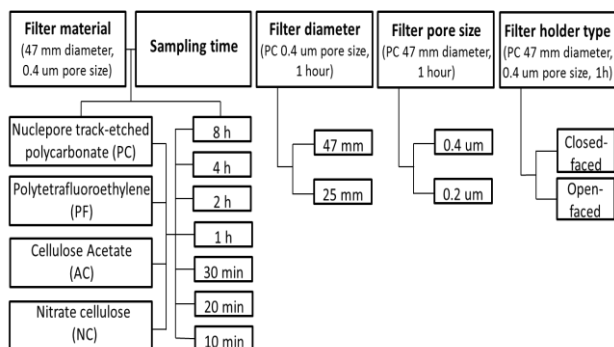 Filter material
(47 mm diameter,
0.4 um pore size)
Sampling time
Filter diameter
(PC 0.4 um pore size,
1 hour)
Filter pore size
(PC 47 mm diameter,
1 hour)
Filter holder type
(PC 47 mm diameter,
0.4 um pore size, 1h)
Nuclepore track-etched
polycarbonate (PC)
Polytetrafluoroethylene
(PF)
Cellulose Acetate
(AC)
Nitrate cellulose
(NC)
8 h
4 h
2 h
1 h
30 min
20 min
10 min
47 mm
25 mm
0.4 um
0.2 um
Closed-
faced
Open-
faced